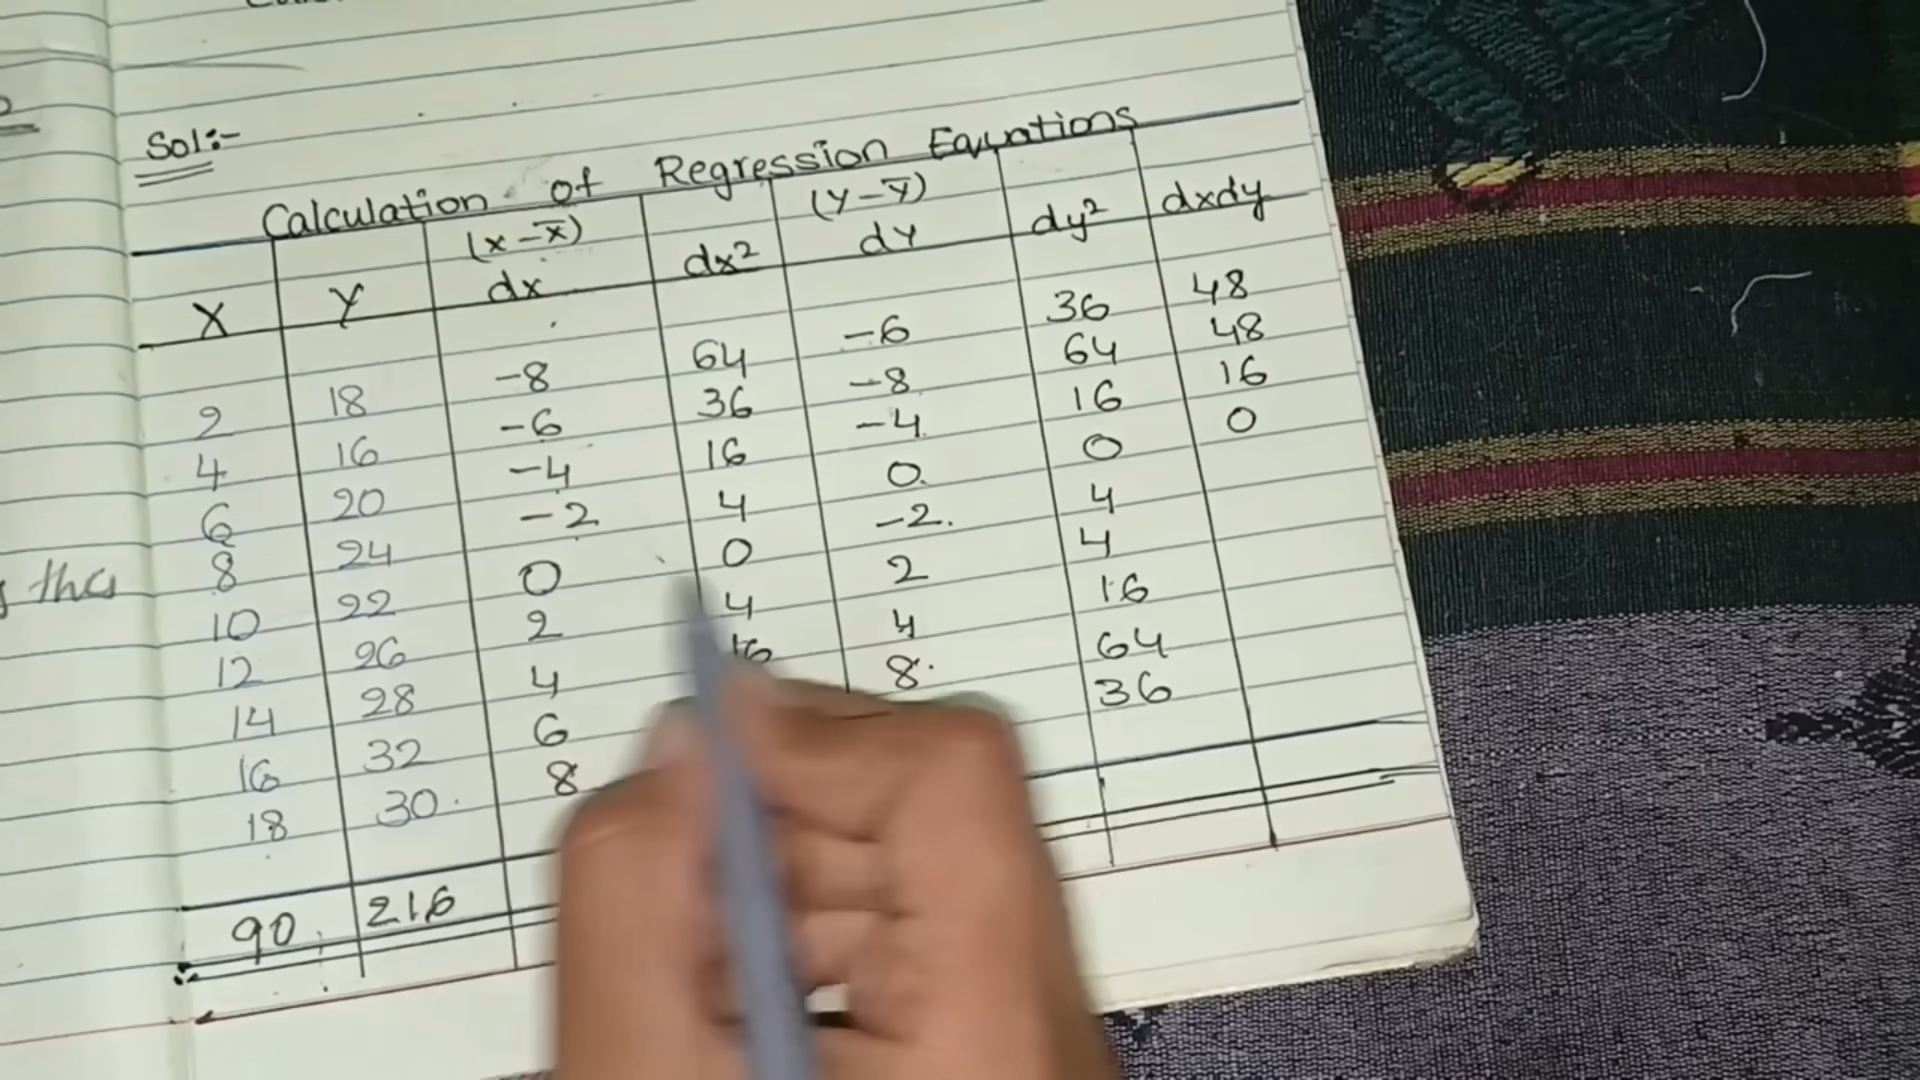 Sol:-
Calculation of Regression Equations
X Y (x-x̄) dx dx² (y-ȳ) dy dy² dxdy
2 18 -8 64 -6 36 48
4 16 -6 36 -8 64 48
6 20 -4 16 -4 16 16
8 24 -2 4 0 0 0
10 22 0 0 -2 4
12 26 2 4 2 4
14 28 4 16 4 16
16 32 6 8 64
18 30 8 36
90 216
s this